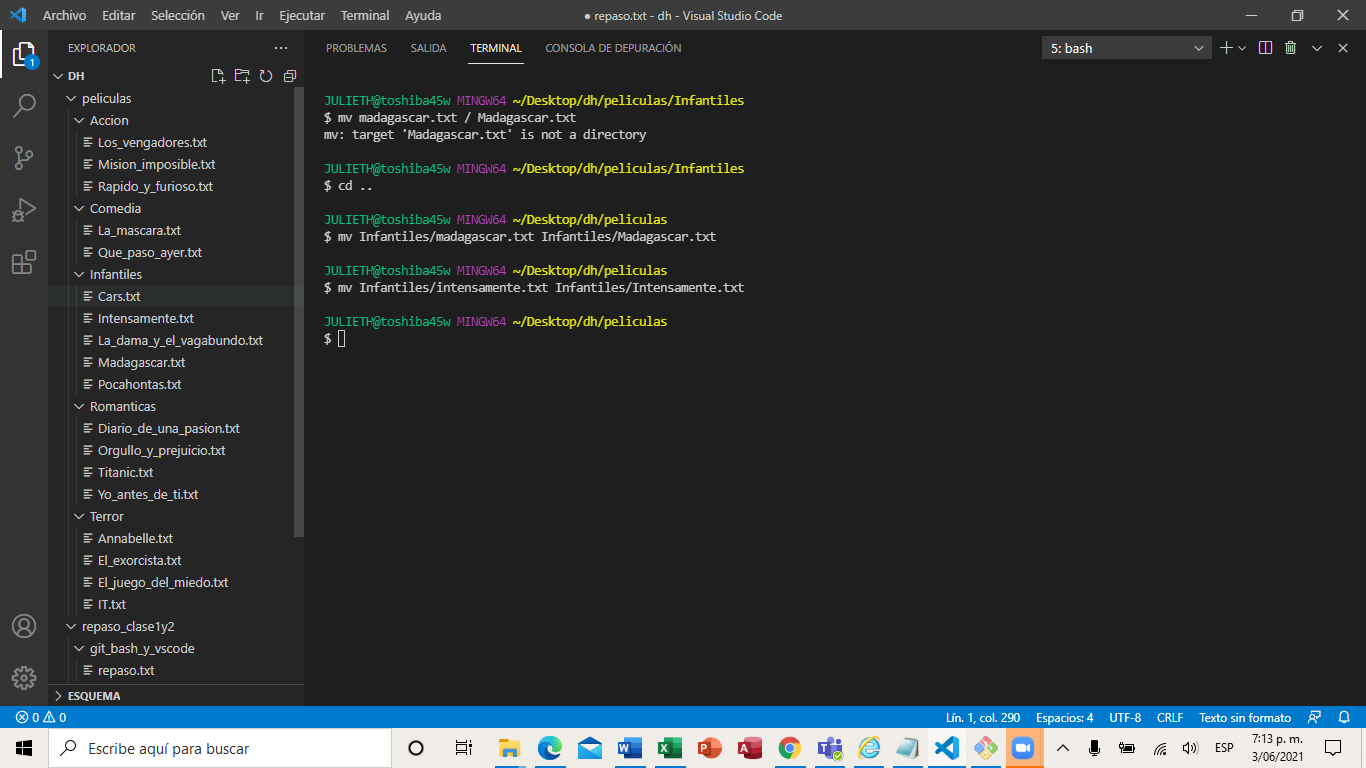 Archivo Editar Selección Ver Ir Ejecutar Terminal Ayuda
● repaso.txt - dh - Visual Studio Code
EXPLORADOR
1
DH
peliculas
Accion
Los_vengadores.txt
Mision_imposible.txt
Rapido_y_furioso.txt
Comedia
La_mascara.txt
Que_paso_ayer.txt
Infantiles
Cars.txt
Intensamente.txt
La_dama_y_el_vagabundo.txt
Madagascar.txt
Pocahontas.txt
Romanticas
Diario_de_una_pasion.txt
Orgullo_y_prejuicio.txt
Titanic.txt
Yo_antes_de_ti.txt
Terror
Annabelle.txt
El_exorcista.txt
El_juego_del_miedo.txt
IT.txt
repaso_clase1y2
git_bash_y_vscode
repaso.txt
ESQUEMA
PROBLEMAS SALIDA TERMINAL CONSOLA DE DEPURACIÓN
5: bash
JULIETH@toshiba45w MINGW64 ~/Desktop/dh/peliculas/Infantiles
$ mv madagascar.txt / Madagascar.txt
mv: target 'Madagascar.txt' is not a directory
JULIETH@toshiba45w MINGW64 ~/Desktop/dh/peliculas/Infantiles
$ cd ..
JULIETH@toshiba45w MINGW64 ~/Desktop/dh/peliculas
$ mv Infantiles/madagascar.txt Infantiles/Madagascar.txt
JULIETH@toshiba45w MINGW64 ~/Desktop/dh/peliculas
$ mv Infantiles/intensamente.txt Infantiles/Intensamente.txt
JULIETH@toshiba45w MINGW64 ~/Desktop/dh/peliculas
$
0 0
Lín. 1, col. 290 Espacios: 4 UTF-8 CRLF Texto sin formato
Escribe aquí para buscar
ESP
7:13 p. m.
3/06/2021